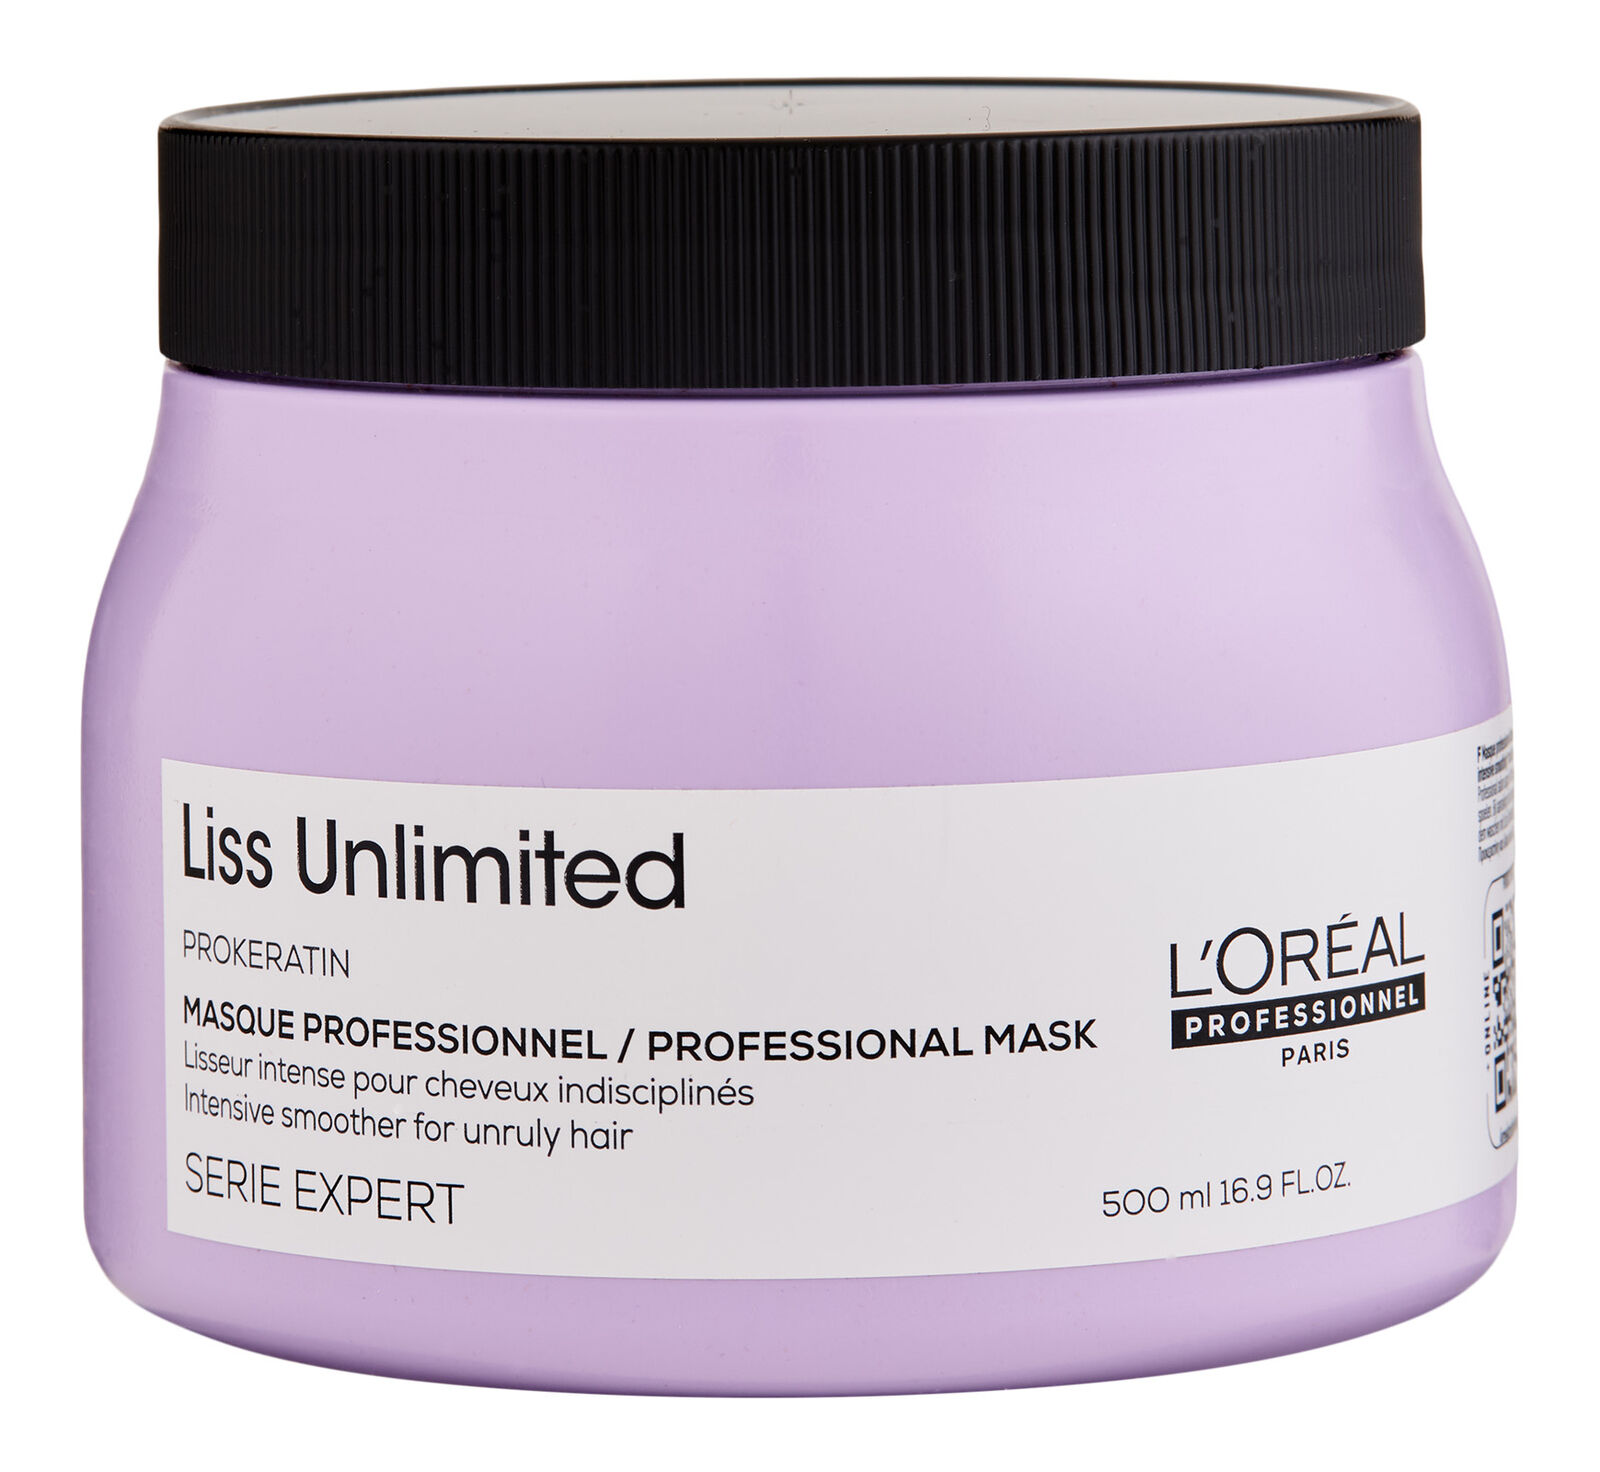 Liss Unlimited
PROKERATIN
MASQUE PROFESSIONNEL / PROFESSIONAL MASK
Lisseur intense pour cheveux indisciplinés
Intensive smoother for unruly hair
SERIE EXPERT
L'ORÉAL
PROFESSIONNEL
PARIS
500 ml 16.9 FL.OZ.
+ONLINE